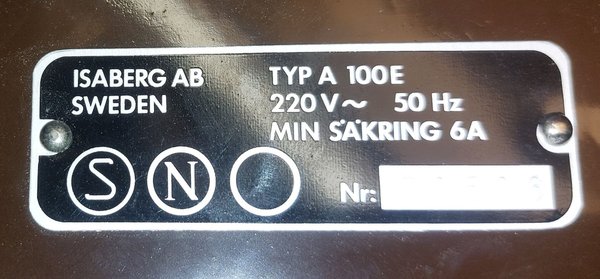 ISABERG AB
SWEDEN
TYP A 100E
220 V~ 50 Hz
MIN SÄKRING 6A
S N
Nr: